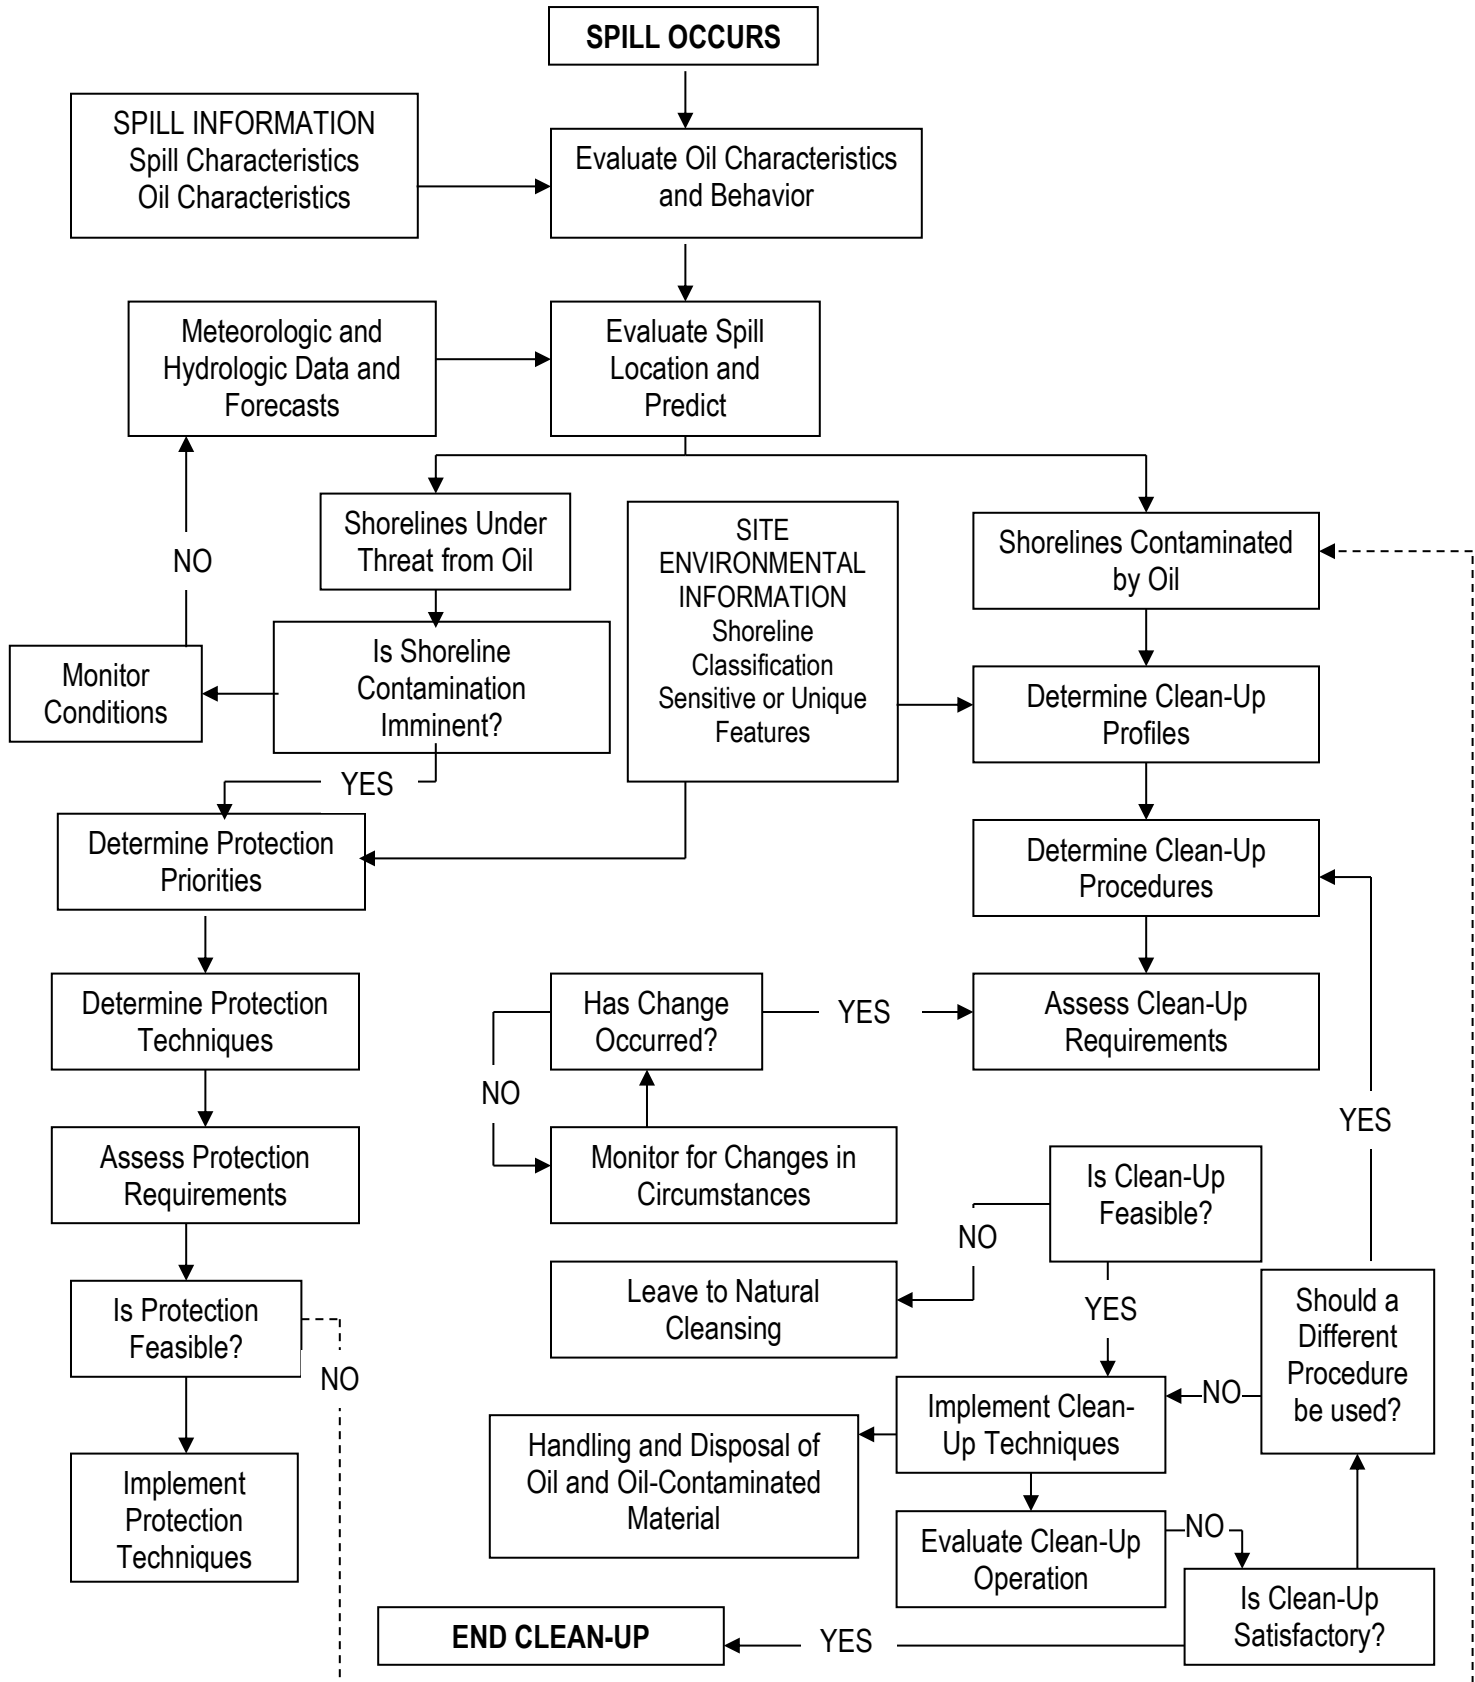 SPILL OCCURS
SPILL INFORMATION
Spill Characteristics
Oil Characteristics
Evaluate Oil Characteristics
and Behavior
Meteorologic and
Hydrologic Data and
Forecasts
Evaluate Spill
Location and
Predict
Shorelines Under
Threat from Oil
SITE
ENVIRONMENTAL
INFORMATION
Shoreline
Classification
Sensitive or Unique
Features
Shorelines Contaminated
by Oil
NO
Is Shoreline
Contamination
Imminent?
Monitor
Conditions
Determine Clean-Up
Profiles
YES
Determine Protection
Priorities
Determine Clean-Up
Procedures
Determine Protection
Techniques
Has Change
Occurred?
YES
Assess Clean-Up
Requirements
NO
YES
Assess Protection
Requirements
Monitor for Changes in
Circumstances
Is Clean-Up
Feasible?
NO
Is Protection
Feasible?
Leave to Natural
Cleansing
YES
Should a
Different
Procedure
be used?
NO
NO
Implement Clean-
Up Techniques
Handling and Disposal of
Oil and Oil-Contaminated
Material
Implement
Protection
Techniques
Evaluate Clean-Up
Operation
NO
Is Clean-Up
Satisfactory?
END CLEAN-UP
YES